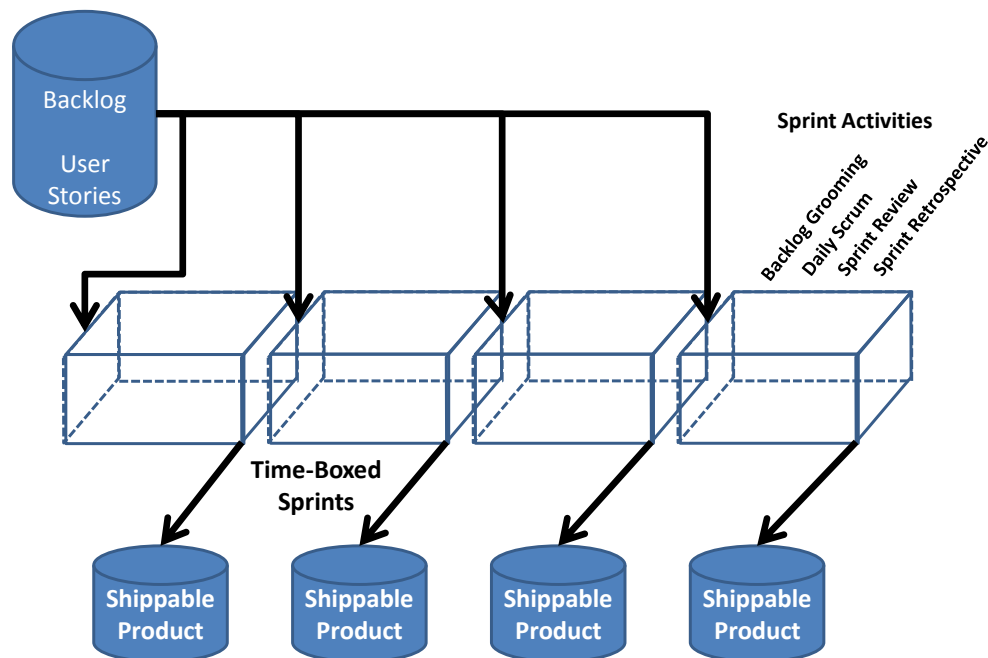 Backlog
User
Stories
Sprint Activities
Backlog Grooming
Daily Scrum
Sprint Review
Sprint Retrospective
Time-Boxed
Sprints
Shippable
Product
Shippable
Product
Shippable
Product
Shippable
Product